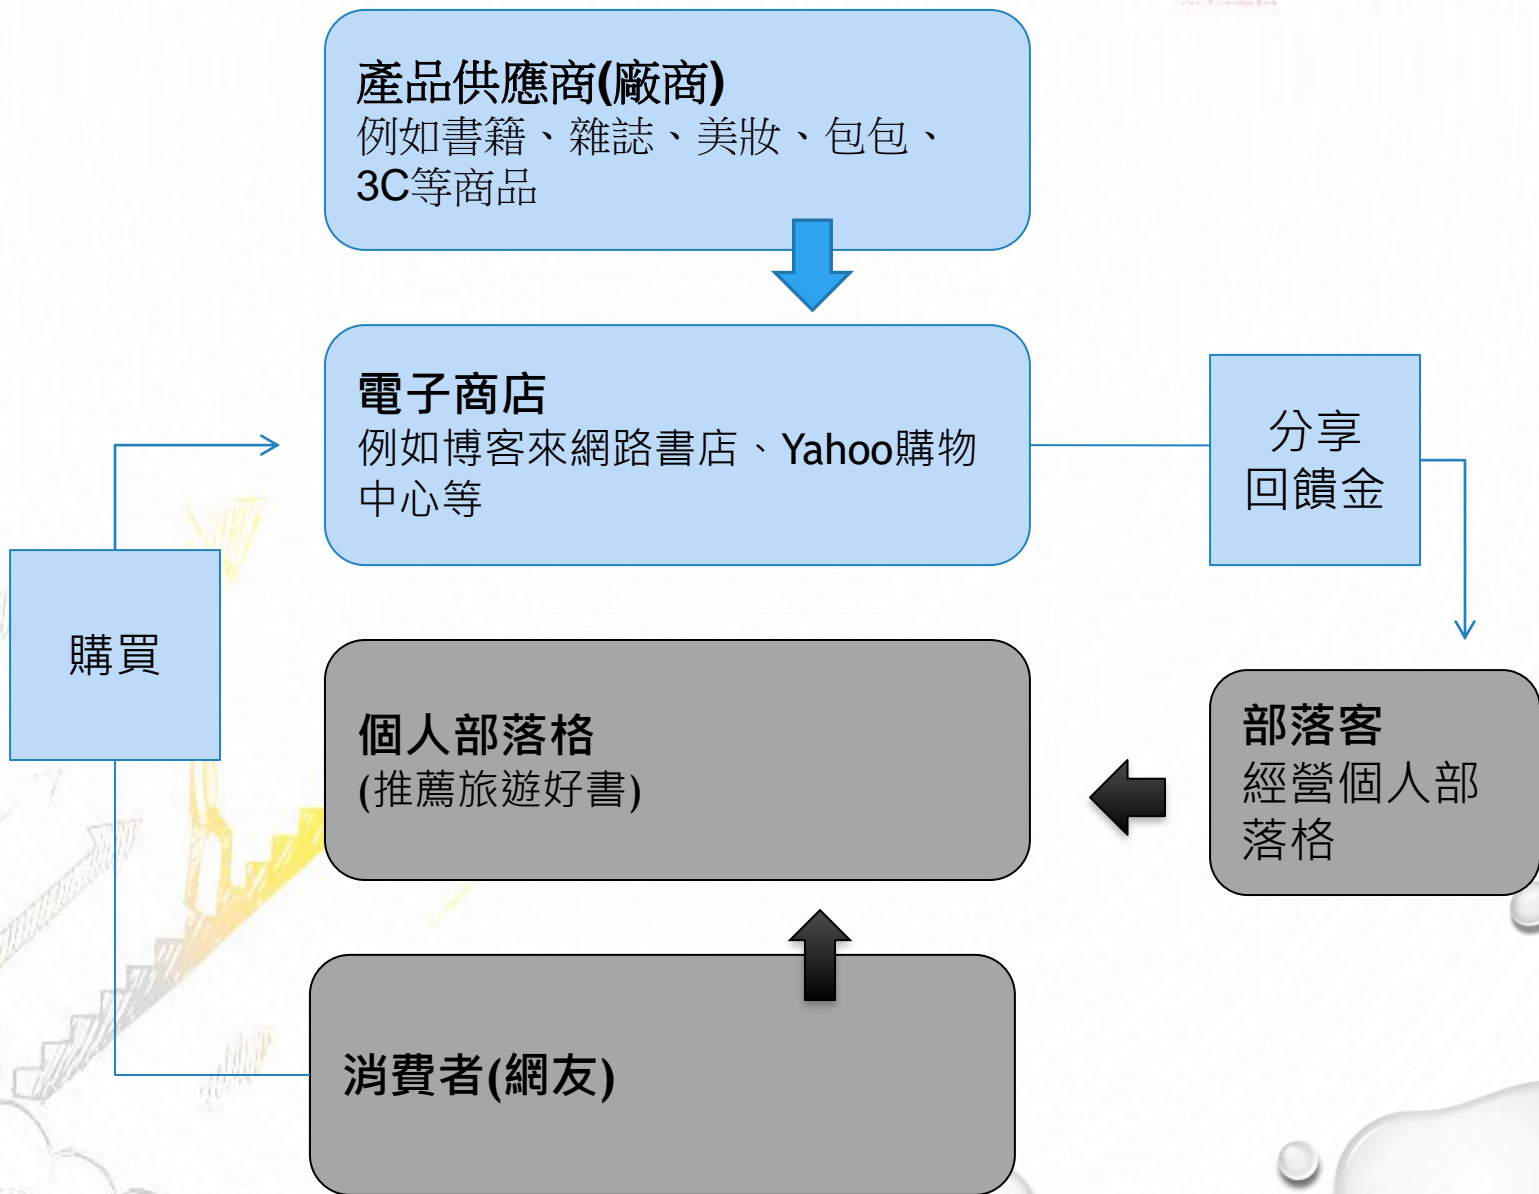 產品供應商(廠商)
例如書籍、雜誌、美妝、包包、
3C等商品
電子商店
例如博客來網路書店、Yahoo購物
中心等
分享
回饋金
購買
個人部落格
(推薦旅遊好書)
部落客
經營個人部
落格
消費者(網友)